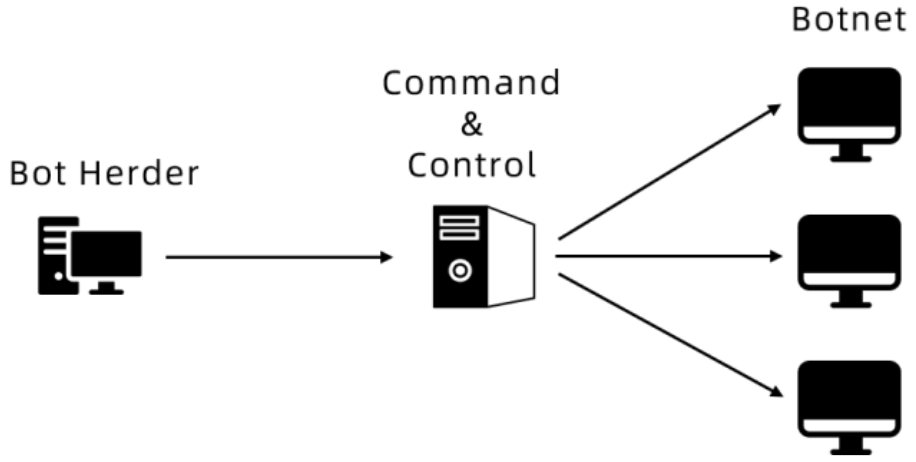 Botnet
Command
&
Control
Bot Herder